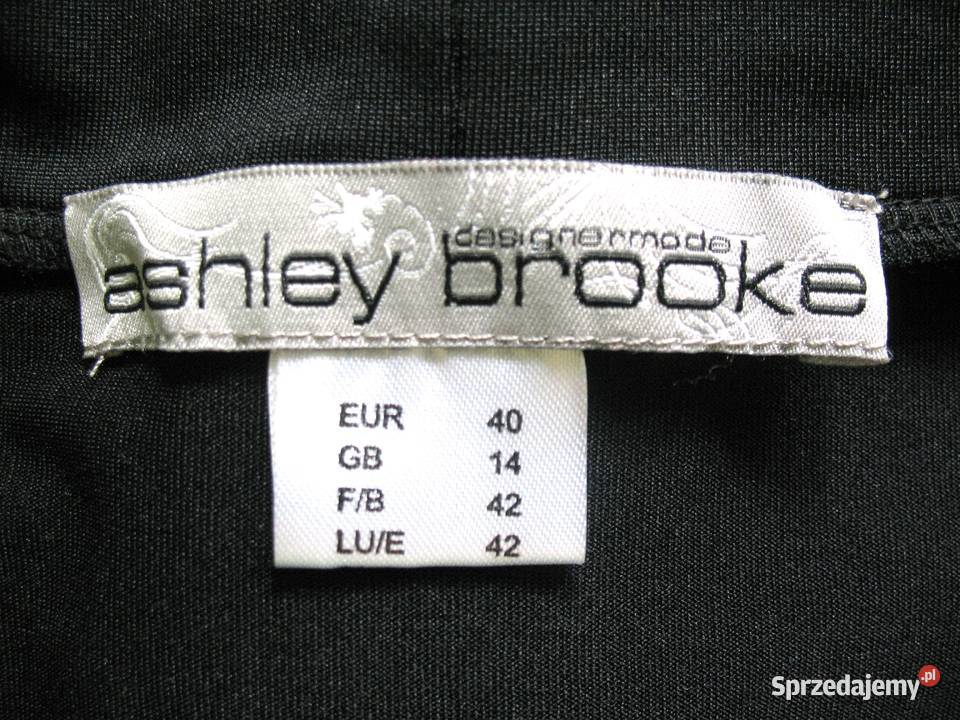 designermode
ashley brooke
EUR 40
GB 14
F/B 42
LU/E 42
Sprzedajemy.pl